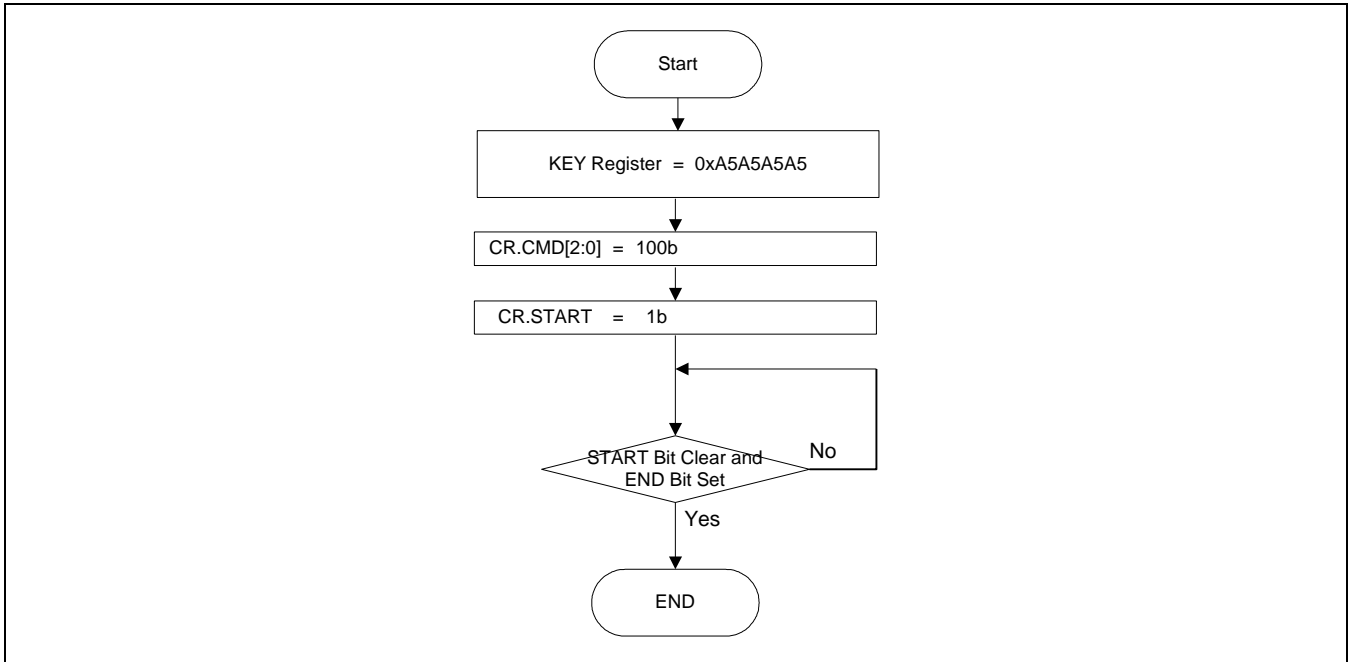 Start
KEY Register = 0xA5A5A5A5
CR.CMD[2:0] = 100b
CR.START = 1b
START Bit Clear and
END Bit Set
No
Yes
END